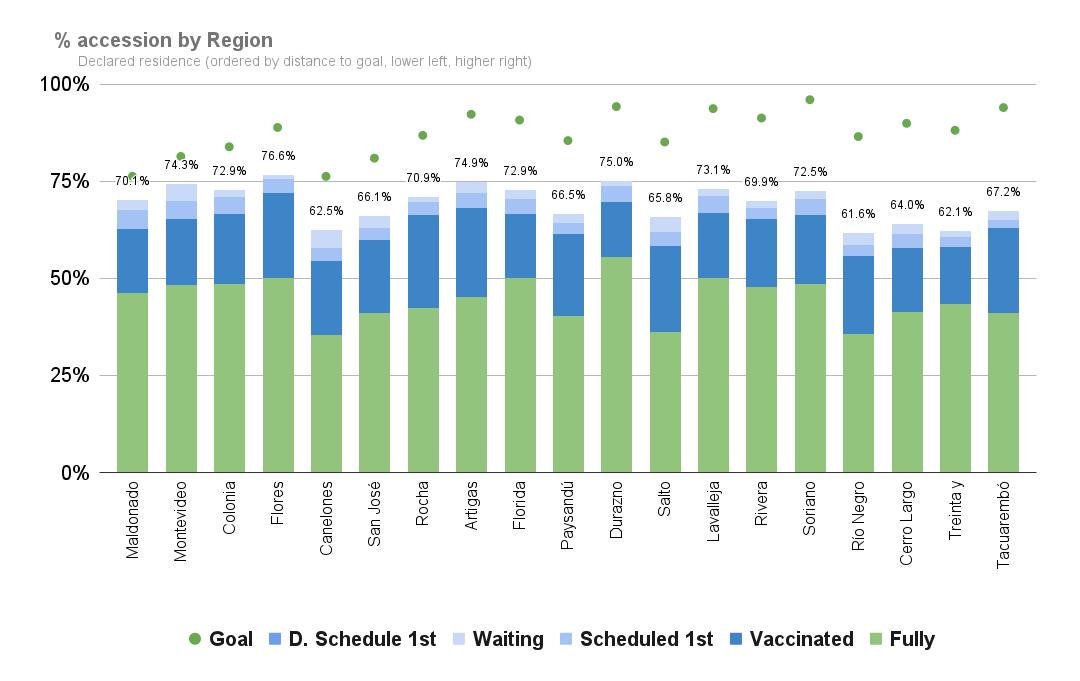 % accession by Region
Declared residence (ordered by distance to goal, lower left, higher right)
100%
75%
50%
25%
0%
70.1%
74.3%
72.9%
76.6%
62.5%
66.1%
70.9%
74.9%
72.9%
66.5%
75.0%
65.8%
73.1%
69.9%
72.5%
61.6%
64.0%
62.1%
67.2%
Maldonado
Montevideo
Colonia
Flores
Canelones
San José
Rocha
Artigas
Florida
Paysandú
Durazno
Salto
Lavalleja
Rivera
Soriano
Río Negro
Cerro Largo
Treinta y
Tacuarembó
Goal D. Schedule 1st Waiting Scheduled 1st Vaccinated Fully